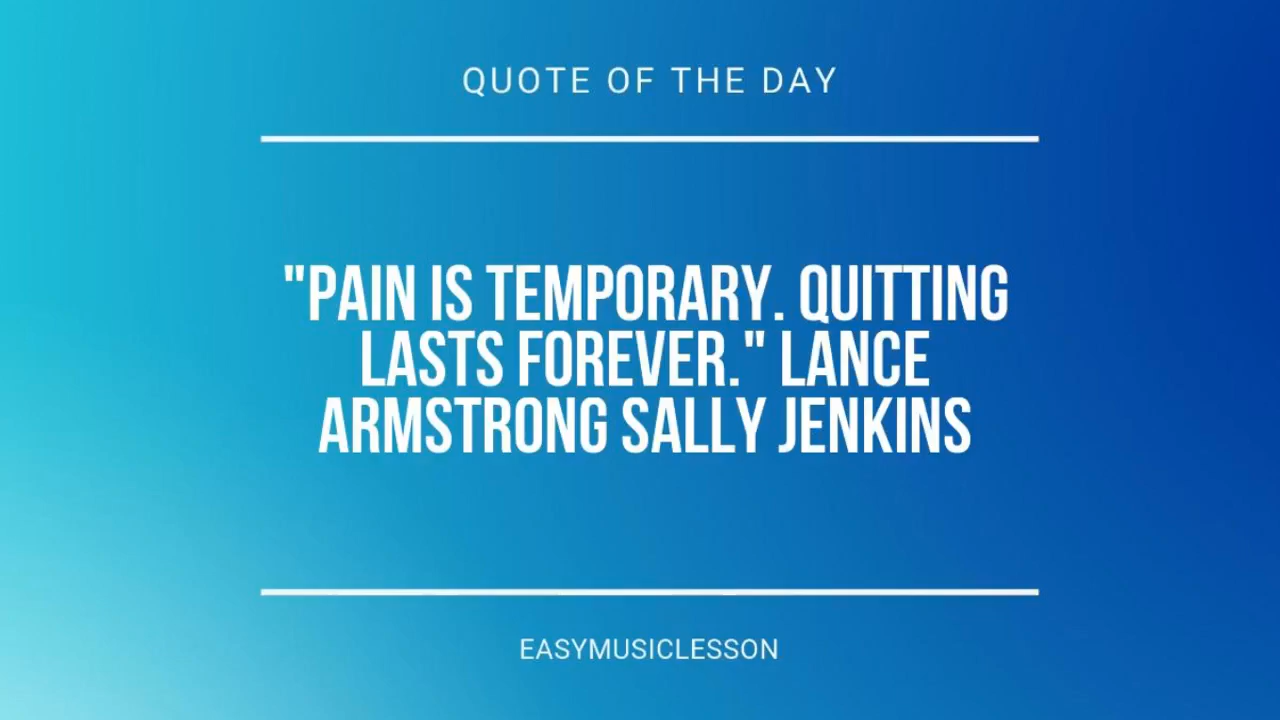 QUOTE OF THE DAY
"PAIN IS TEMPORARY. QUITTING
LASTS FOREVER." LANCE
ARMSTRONG SALLY JENKINS
EASYMUSICLESSON